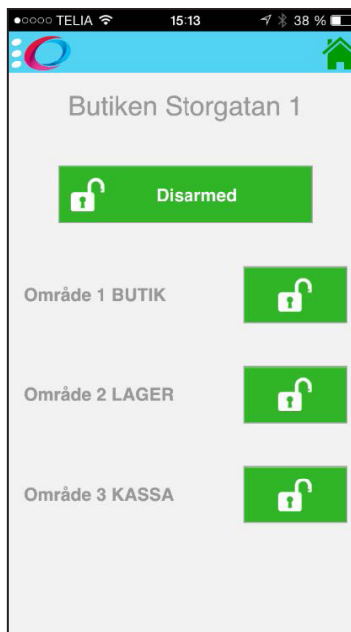 TELIA 15:13 38 %
Butiken Storgatan 1
Disarmed
Område 1 BUTIK
Område 2 LAGER
Område 3 KASSA